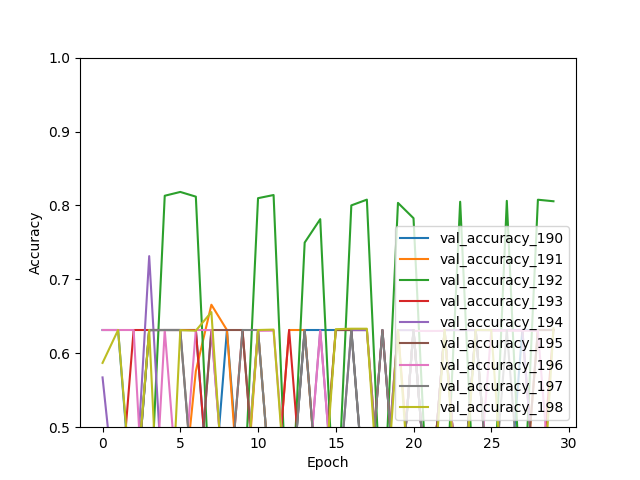 1.0
0.9
0.8
0.7
0.6
0.5
Accuracy
val_accuracy_190
val_accuracy_191
val_accuracy_192
val_accuracy_193
val_accuracy_194
val_accuracy_195
val_accuracy_196
val_accuracy_197
val_accuracy_198
0 5 10 15 20 25 30
Epoch